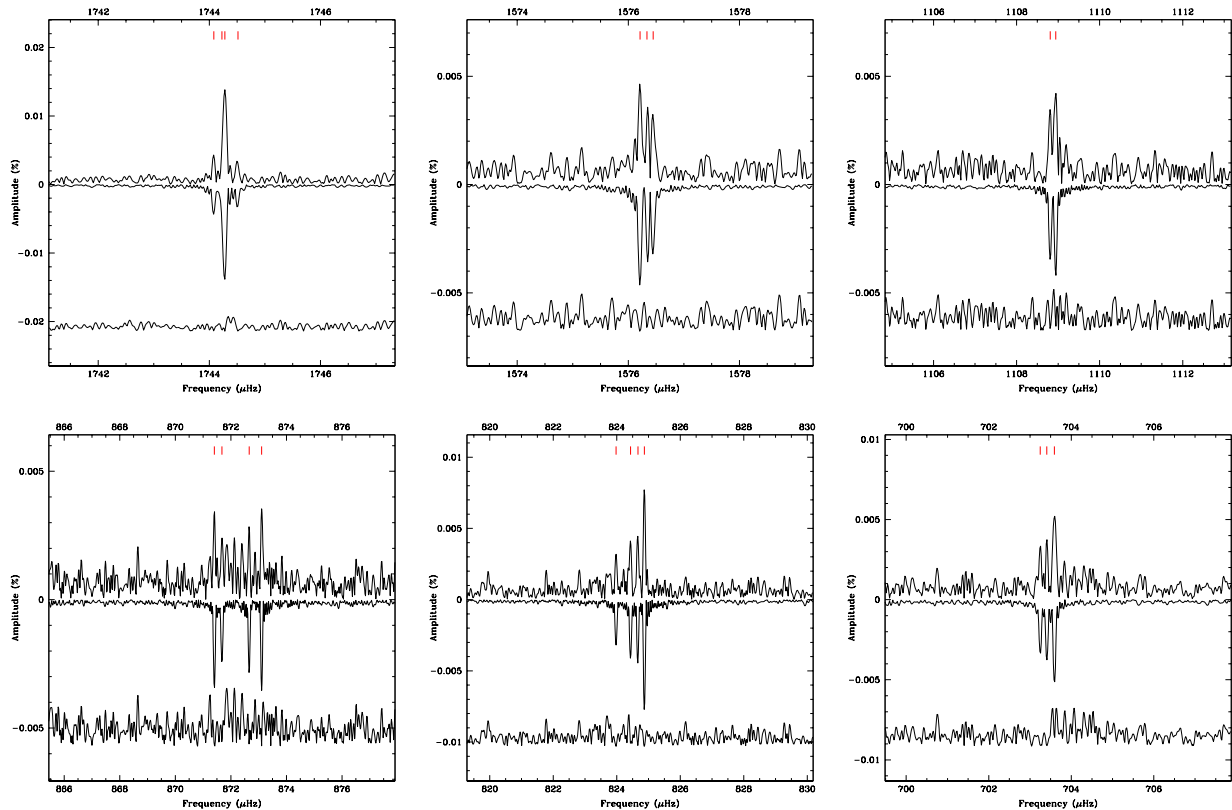 1742 1744 1746
1574 1576 1578
1106 1108 1110 1112
0.02
0.01
0
−0.01
−0.02
Amplitude (%)
0.005
0
−0.005
Amplitude (%)
0.005
0
−0.005
Amplitude (%)
1742 1744 1746
1574 1576 1578
1106 1108 1110 1112
Frequency (μHz)
Frequency (μHz)
Frequency (μHz)
866 868 870 872 874 876
820 822 824 826 828 830
700 702 704 706
0.005
0
−0.005
Amplitude (%)
0.01
0.005
0
−0.005
−0.01
Amplitude (%)
0.01
0.005
0
−0.005
−0.01
Amplitude (%)
866 868 870 872 874 876
820 822 824 826 828 830
700 702 704 706
Frequency (μHz)
Frequency (μHz)
Frequency (μHz)